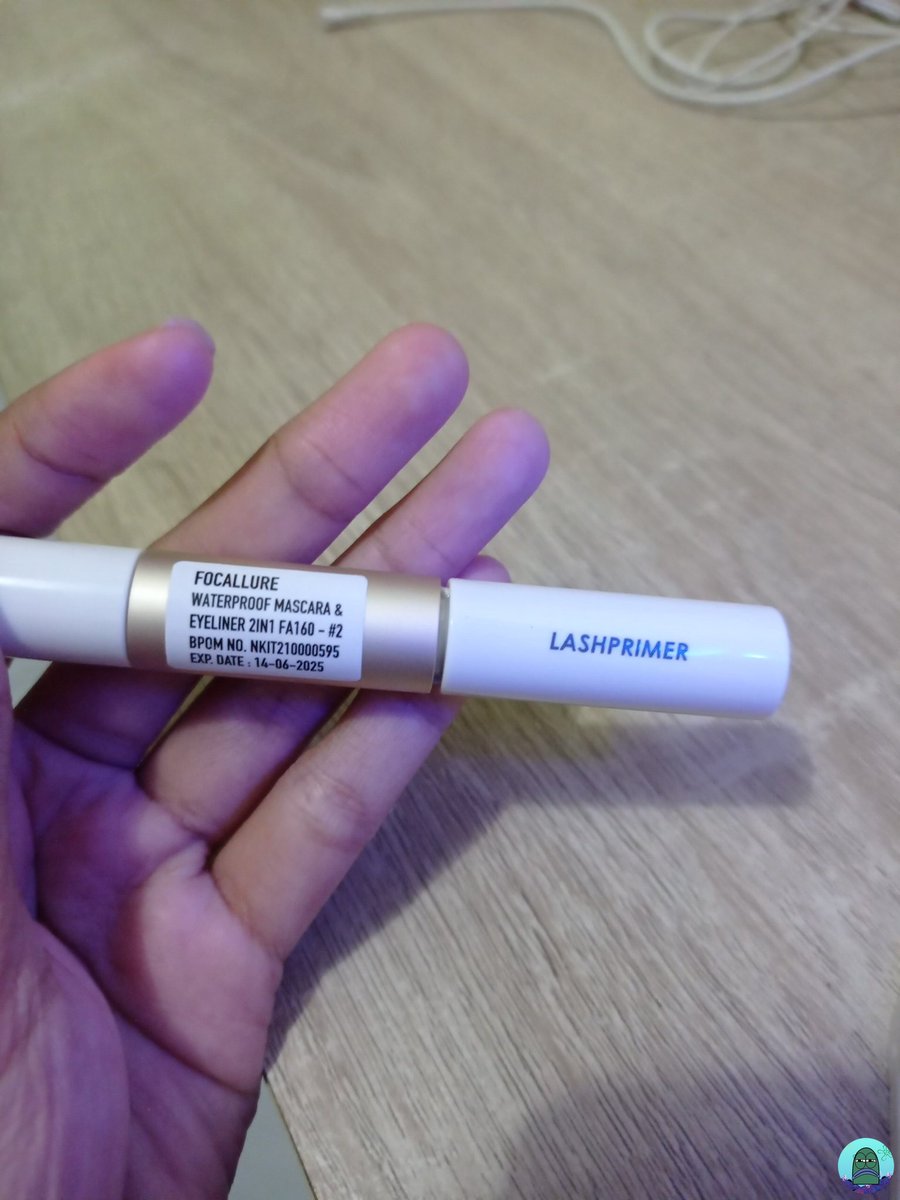 FOCALLURE
WATERPROOF MASCARA &
EYELINER 2IN1 FA160 - #2
BPOM NO. NKIT210000595
EXP. DATE : 14-06-2025
LASHPRIMER